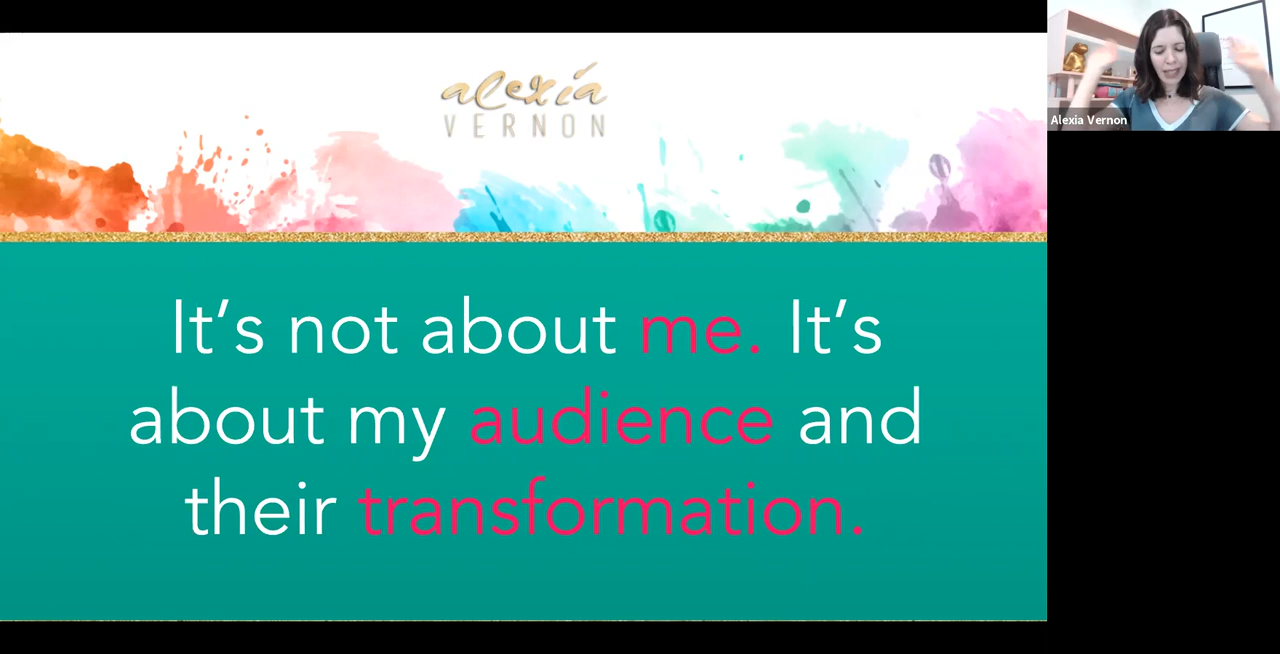 alexia
VERNON
Alexia Vernon
It's not about me. It's
about my audience and
their transformation.